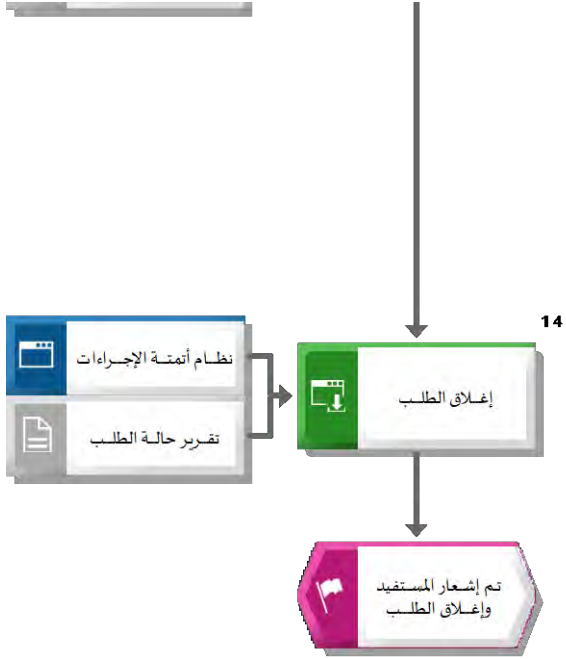 14
نظام أتمتة الإجراءات
إغلاق الطلب
تقرير حالة الطلب
تم إشعار المستفيد
وإغلاق الطلب